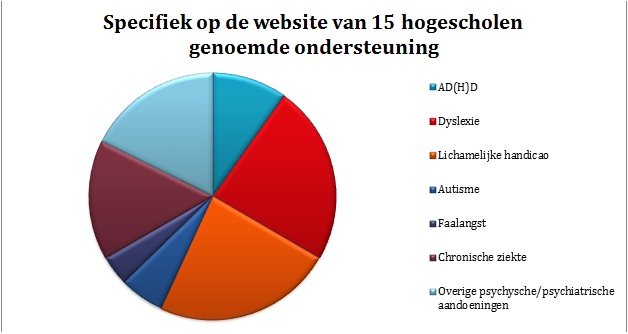 Specifiek op de website van 15 hogescholen
genoemde ondersteuning
AD(H)D
Dyslexie
Lichamelijke handicao
Autisme
Faalangst
Chronische ziekte
Overige psychysche/psychiatrische
aandoeningen